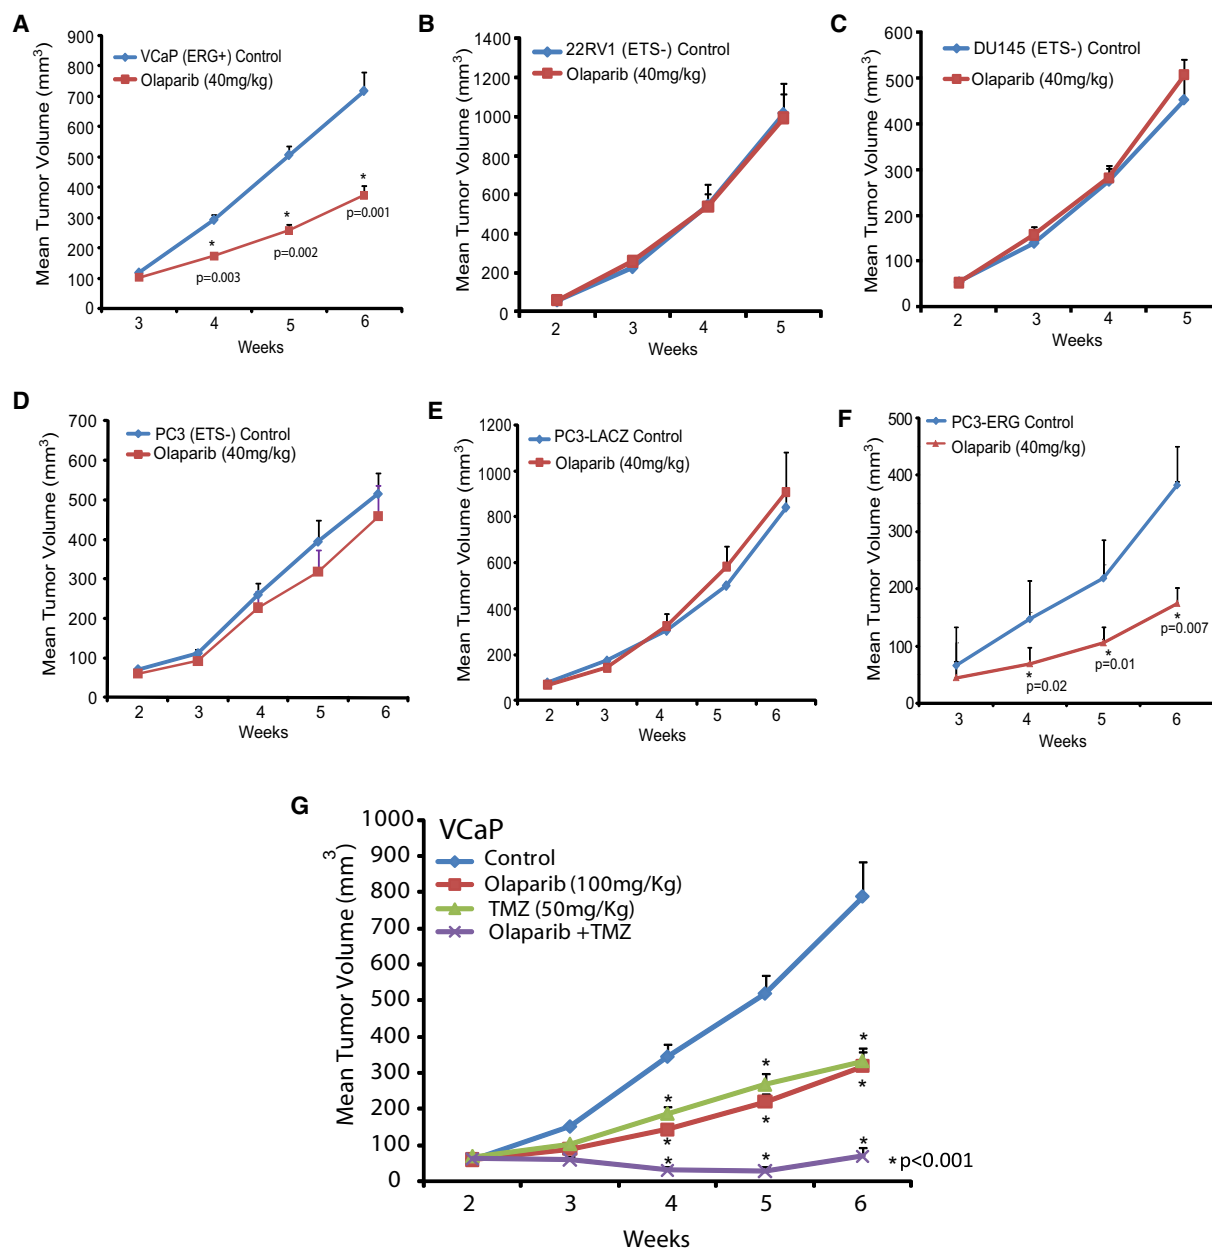 A
900
800
700
600
500
400
300
200
100
0
Mean Tumor Volume (mm3)
VCaP (ERG+) Control
Olaparib (40mg/kg)
*
p=0.003
*
p=0.002
*
p=0.001
3 4 5 6
Weeks
B
1400
1200
1000
800
600
400
200
0
Mean Tumor Volume (mm3)
22RV1 (ETS-) Control
Olaparib (40mg/kg)
2 3 4 5
Weeks
C
600
500
400
300
200
100
0
Mean Tumor Volume (mm3)
DU145 (ETS-) Control
Olaparib (40mg/kg)
2 3 4 5
Weeks
D
700
600
500
400
300
200
100
0
Mean Tumor Volume (mm3)
PC3 (ETS-) Control
Olaparib (40mg/kg)
2 3 4 5 6
Weeks
E
1200
1000
800
600
400
200
0
Mean Tumor Volume (mm3)
PC3-LACZ Control
Olaparib (40mg/kg)
2 3 4 5 6
Weeks
F
500
400
300
200
100
0
Mean Tumor Volume (mm3)
PC3-ERG Control
Olaparib (40mg/kg)
*
p=0.02
*
p=0.01
*
p=0.007
3 4 5 6
Weeks
G
1000
900
800
700
600
500
400
300
200
100
0
Mean Tumor Volume (mm3)
VCaP
Control
Olaparib (100mg/Kg)
TMZ (50mg/Kg)
Olaparib +TMZ
* * *
* * *
* * *
*p<0.001
2 3 4 5 6
Weeks